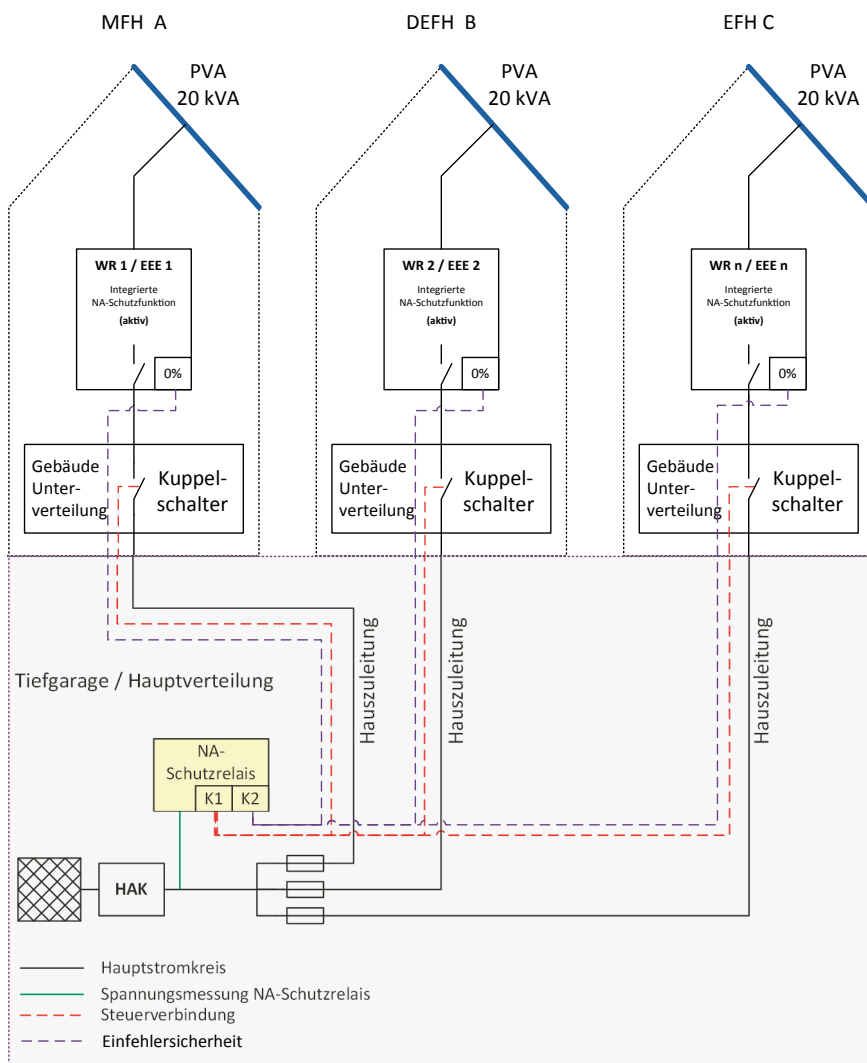 MFH A
DEFH B
EFH C
PVA
20 kVA
PVA
20 kVA
PVA
20 kVA
WR 1 / EEE 1
Integrierte
NA-Schutzfunktion
(aktiv)
0%
WR 2 / EEE 2
Integrierte
NA-Schutzfunktion
(aktiv)
0%
WR n / EEE n
Integrierte
NA-Schutzfunktion
(aktiv)
0%
Gebäude
Unter-
verteilung
Kuppel-
schalter
Gebäude
Unter-
verteilung
Kuppel-
schalter
Gebäude
Unter-
verteilung
Kuppel-
schalter
Hauszuleitung
Hauszuleitung
Hauszuleitung
Tiefgarage / Hauptverteilung
NA-
Schutzrelais
K1
K2
HAK
Hauptstromkreis
Spannungsmessung NA-Schutzrelais
Steuerverbindung
Einfehlersicherheit